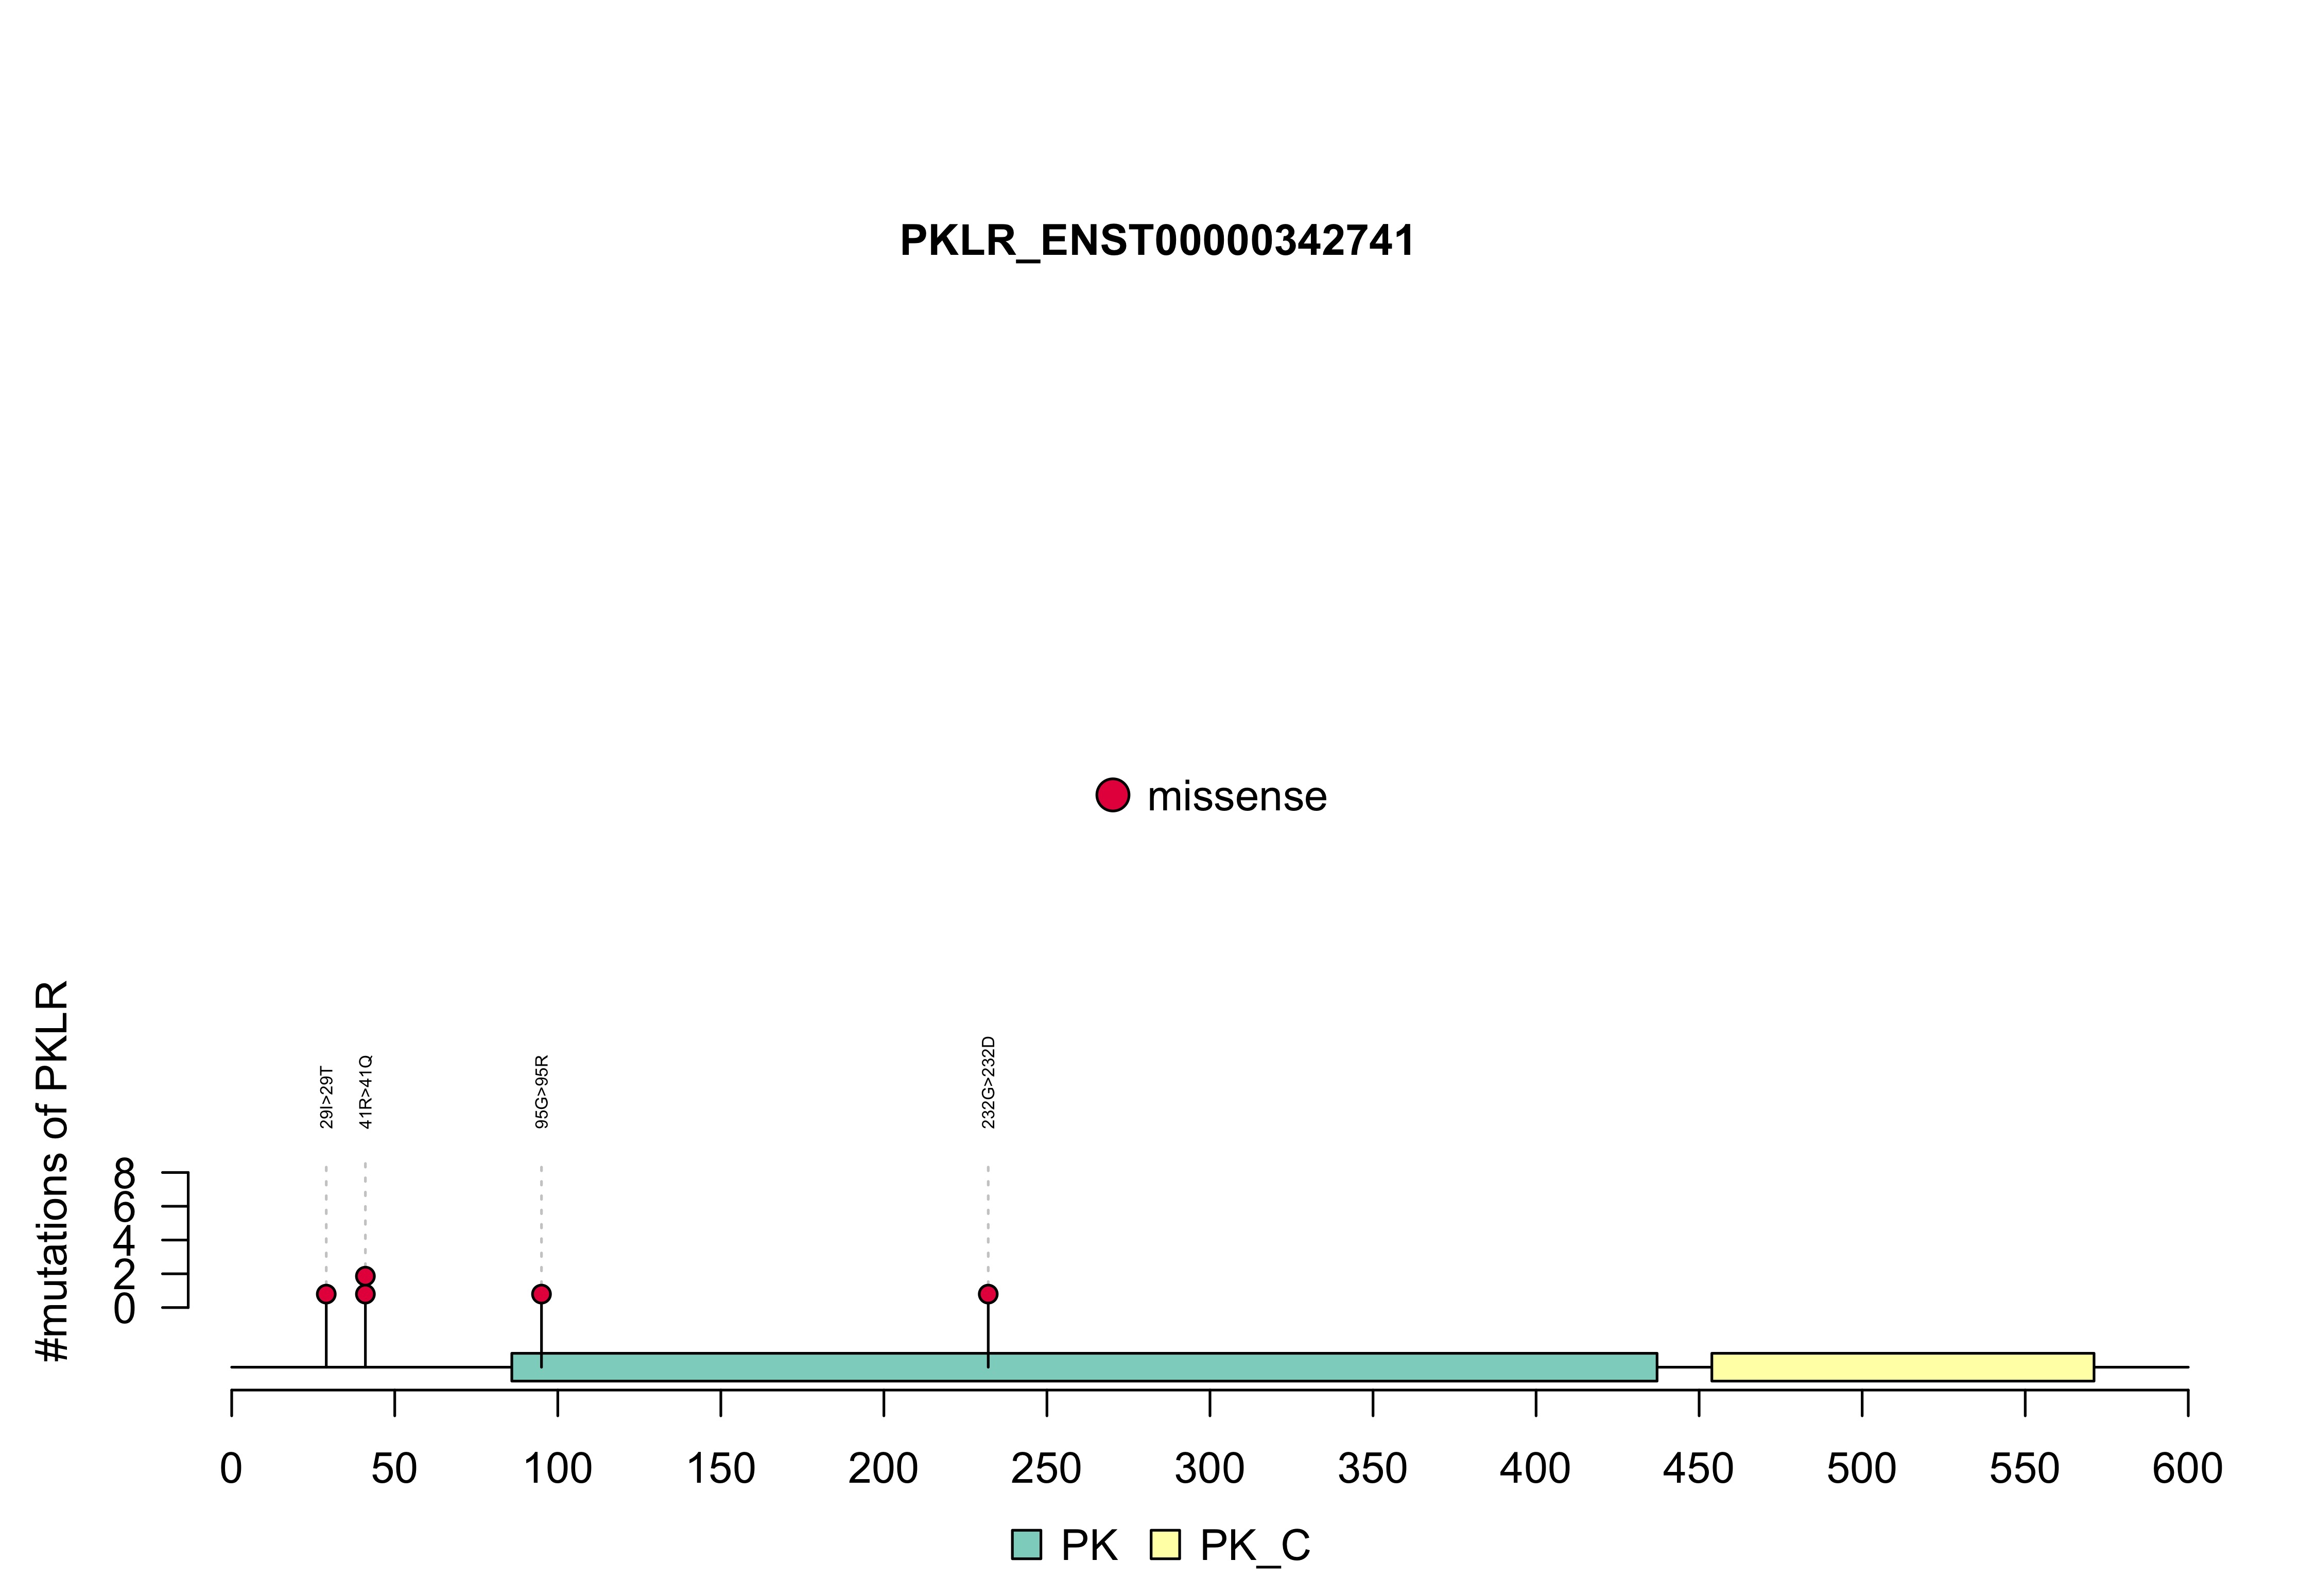 PKLR_ENST00000342741
missense
#mutations of PKLR
29I>29T
41R>41Q
95G>95R
232G>232D
8
6
4
2
0
0 50 100 150 200 250 300 350 400 450 500 550 600
PK PK_C